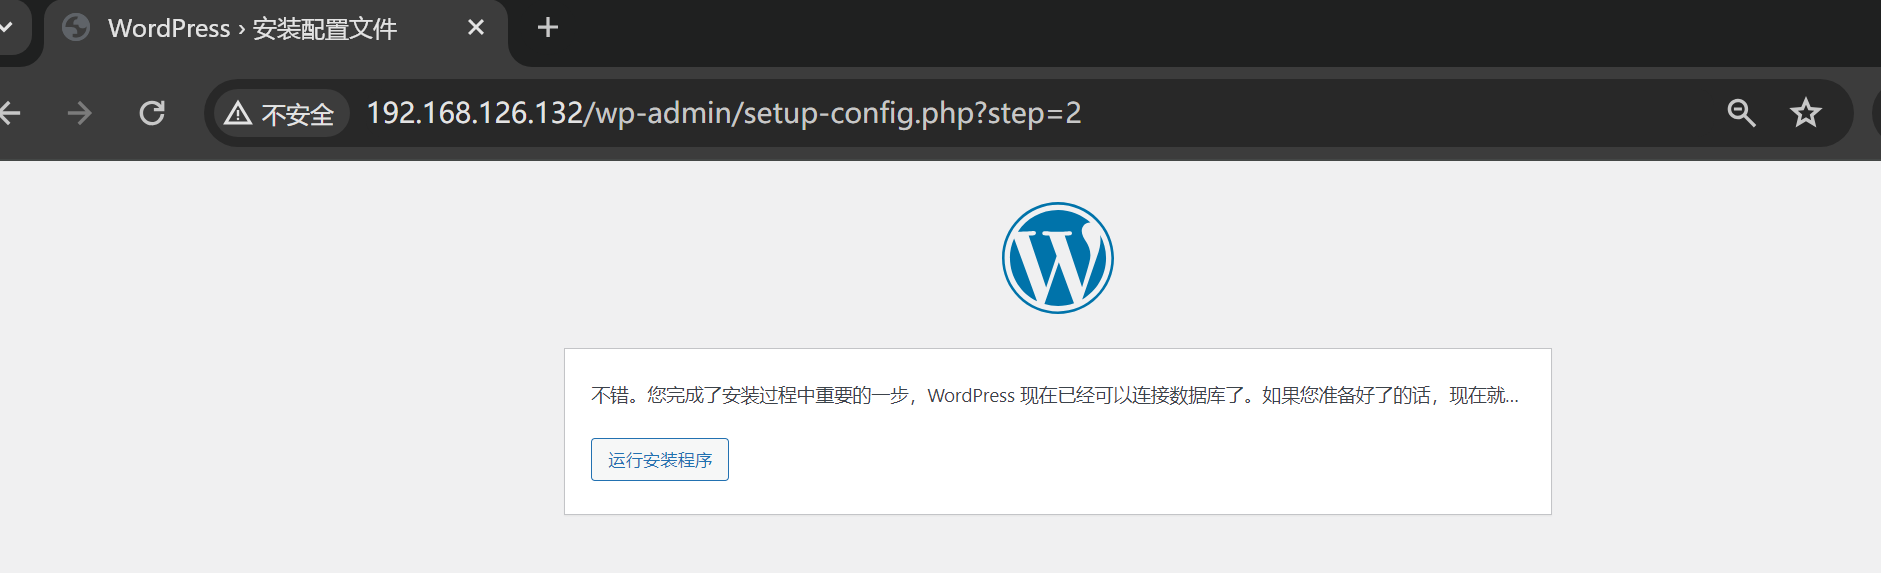 WordPress › 安装配置文件
不安全 192.168.126.132/wp-admin/setup-config.php?step=2
不错。您完成了安装过程中重要的一步，WordPress 现在已经可以连接数据库了。如果您准备好了的话，现在就...
运行安装程序